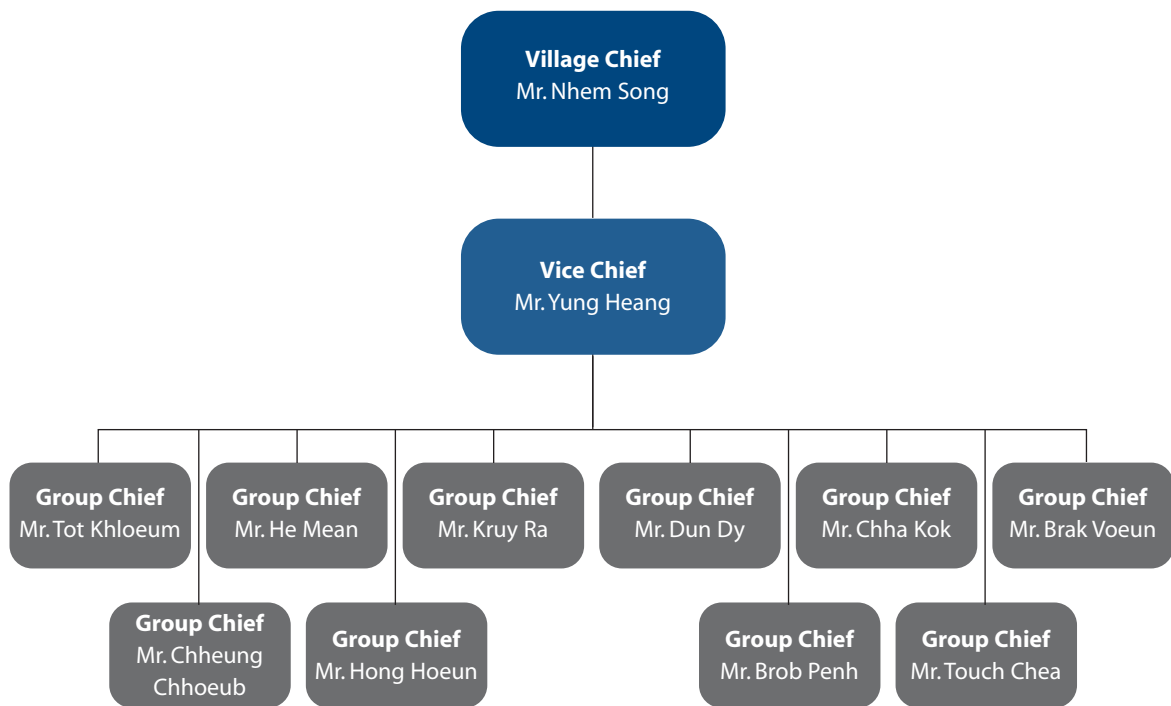 Village Chief
Mr. Nhem Song
Vice Chief
Mr. Yung Heang
Group Chief
Mr. Tot Khloeum
Group Chief
Mr. He Mean
Group Chief
Mr. Kruy Ra
Group Chief
Mr. Dun Dy
Group Chief
Mr. Chha Kok
Group Chief
Mr. Brak Voeun
Group Chief
Mr. Chheung
Chhoeub
Group Chief
Mr. Hong Hoeun
Group Chief
Mr. Brob Penh
Group Chief
Mr. Touch Chea